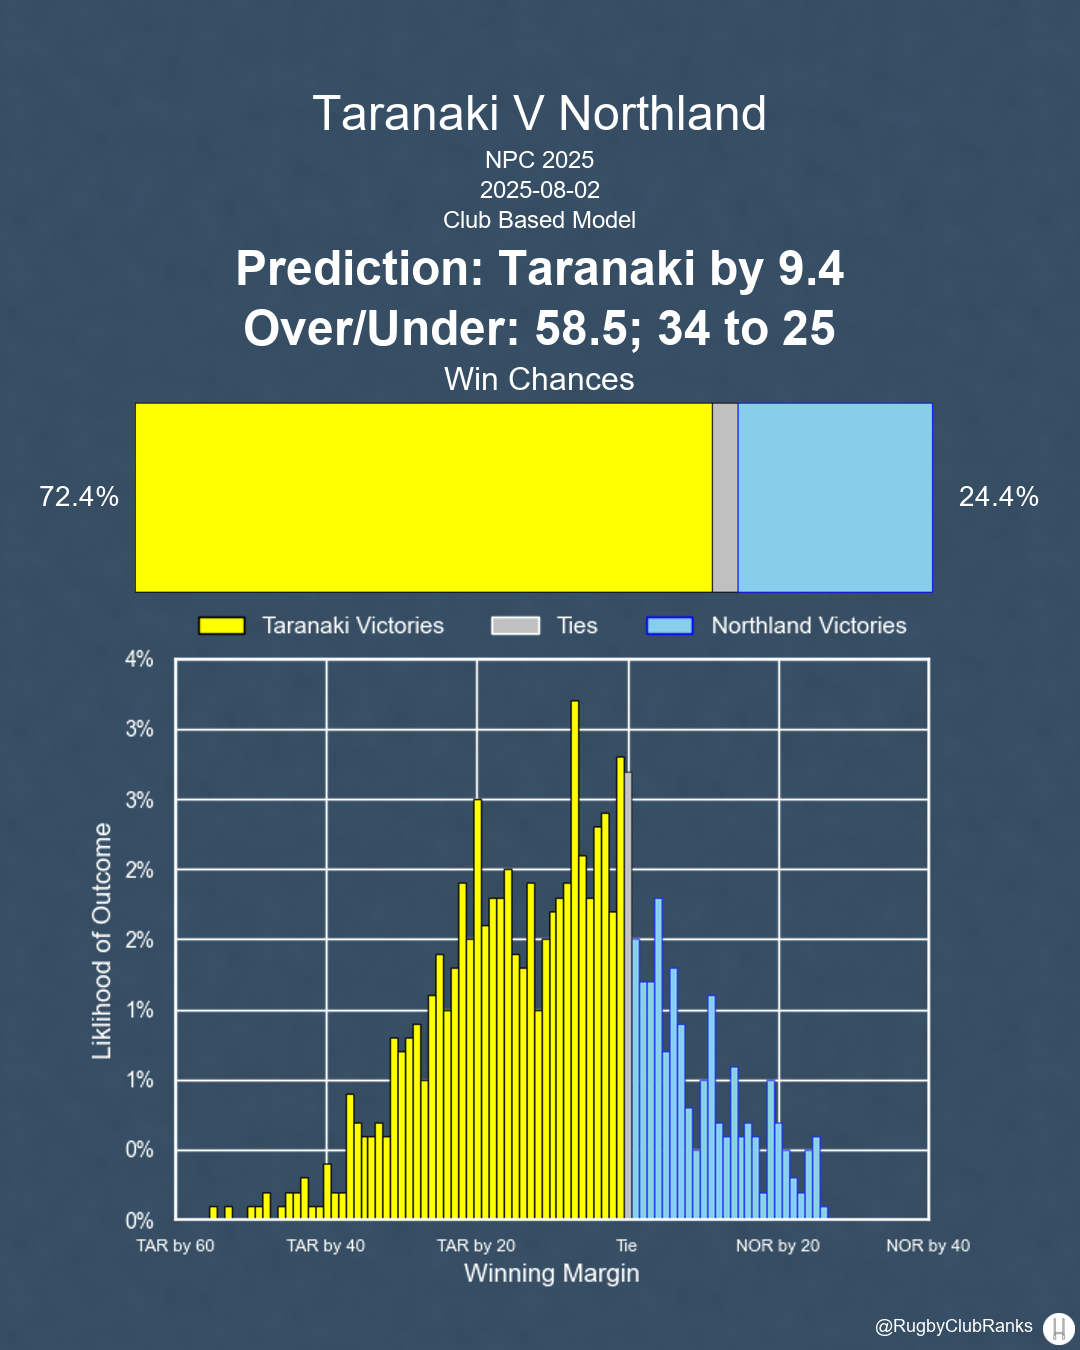 Taranaki V Northland
NPC 2025
2025-08-02
Club Based Model
Prediction: Taranaki by 9.4
Over/Under: 58.5; 34 to 25
Win Chances
72.4%
24.4%
Taranaki Victories Ties Northland Victories
4%
3%
3%
2%
2%
1%
1%
0%
0%
Liklihood of Outcome
TAR by 60 TAR by 40 TAR by 20 Tie NOR by 20 NOR by 40
Winning Margin
@RugbyClubRanks